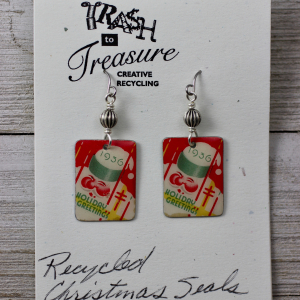 TRASH
to
Treasure
CREATIVE
RECYCLING
1936
HOLIDAY
GREETINGS
1936
HOLIDAY
GREETINGS
Recycled
Christmas Seals